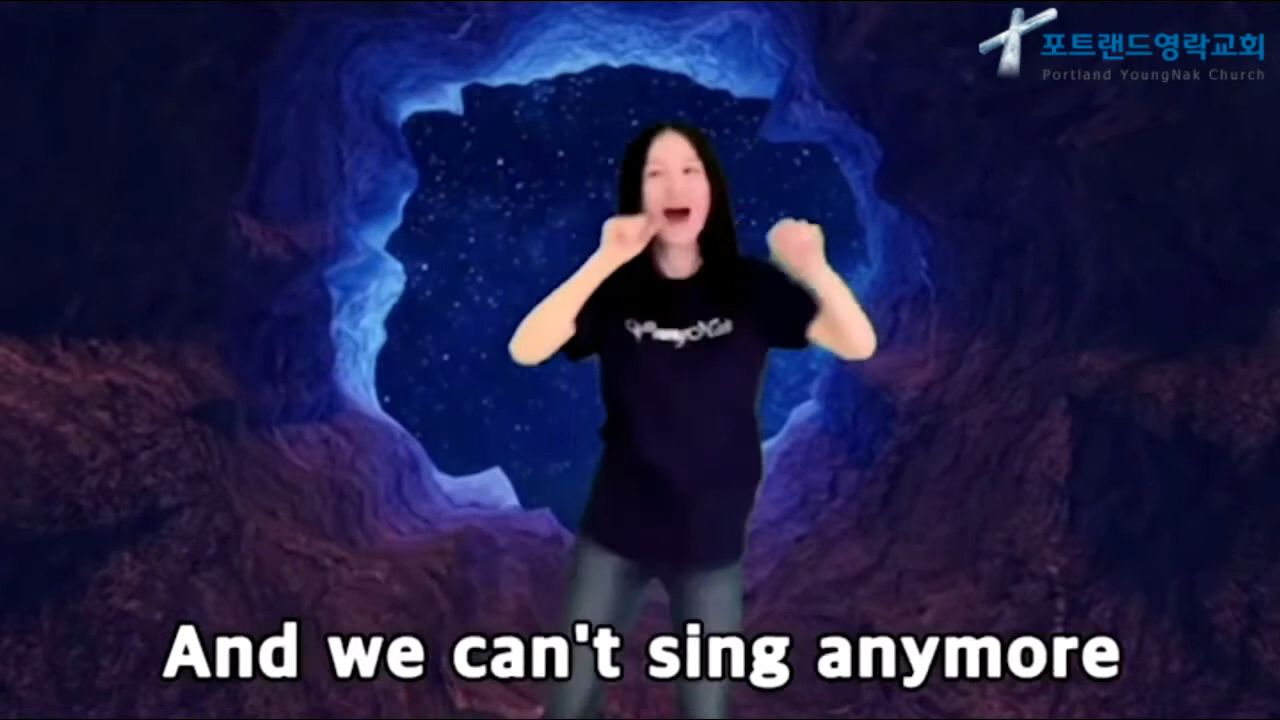 포트랜드영락교회
Portland YoungNak Church
And we can't sing anymore